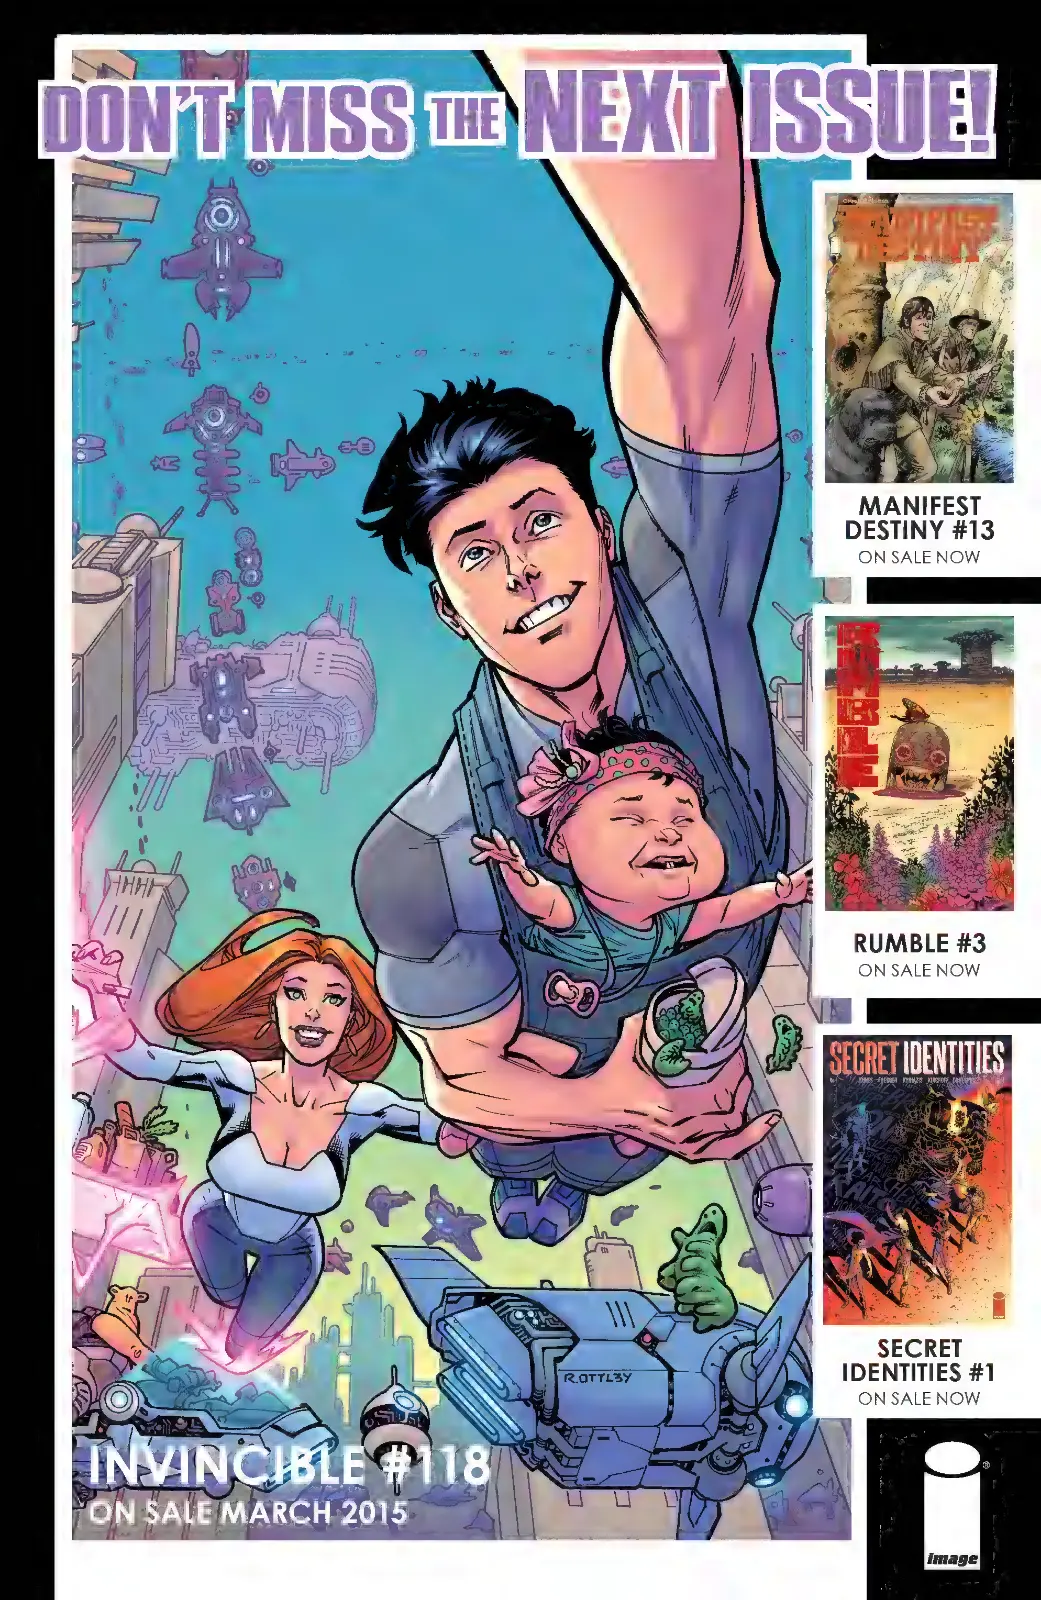 DON'T MISS THE NEXT ISSUE!
MANIFEST
DESTINY #13
ON SALE NOW
RUMBLE
RUMBLE #3
ON SALE NOW
SECRET IDENTITIES
SECRET
IDENTITIES #1
ON SALE NOW
R.OTTL3Y
INVINCIBLE #118
ON SALE MARCH 2015
image
®